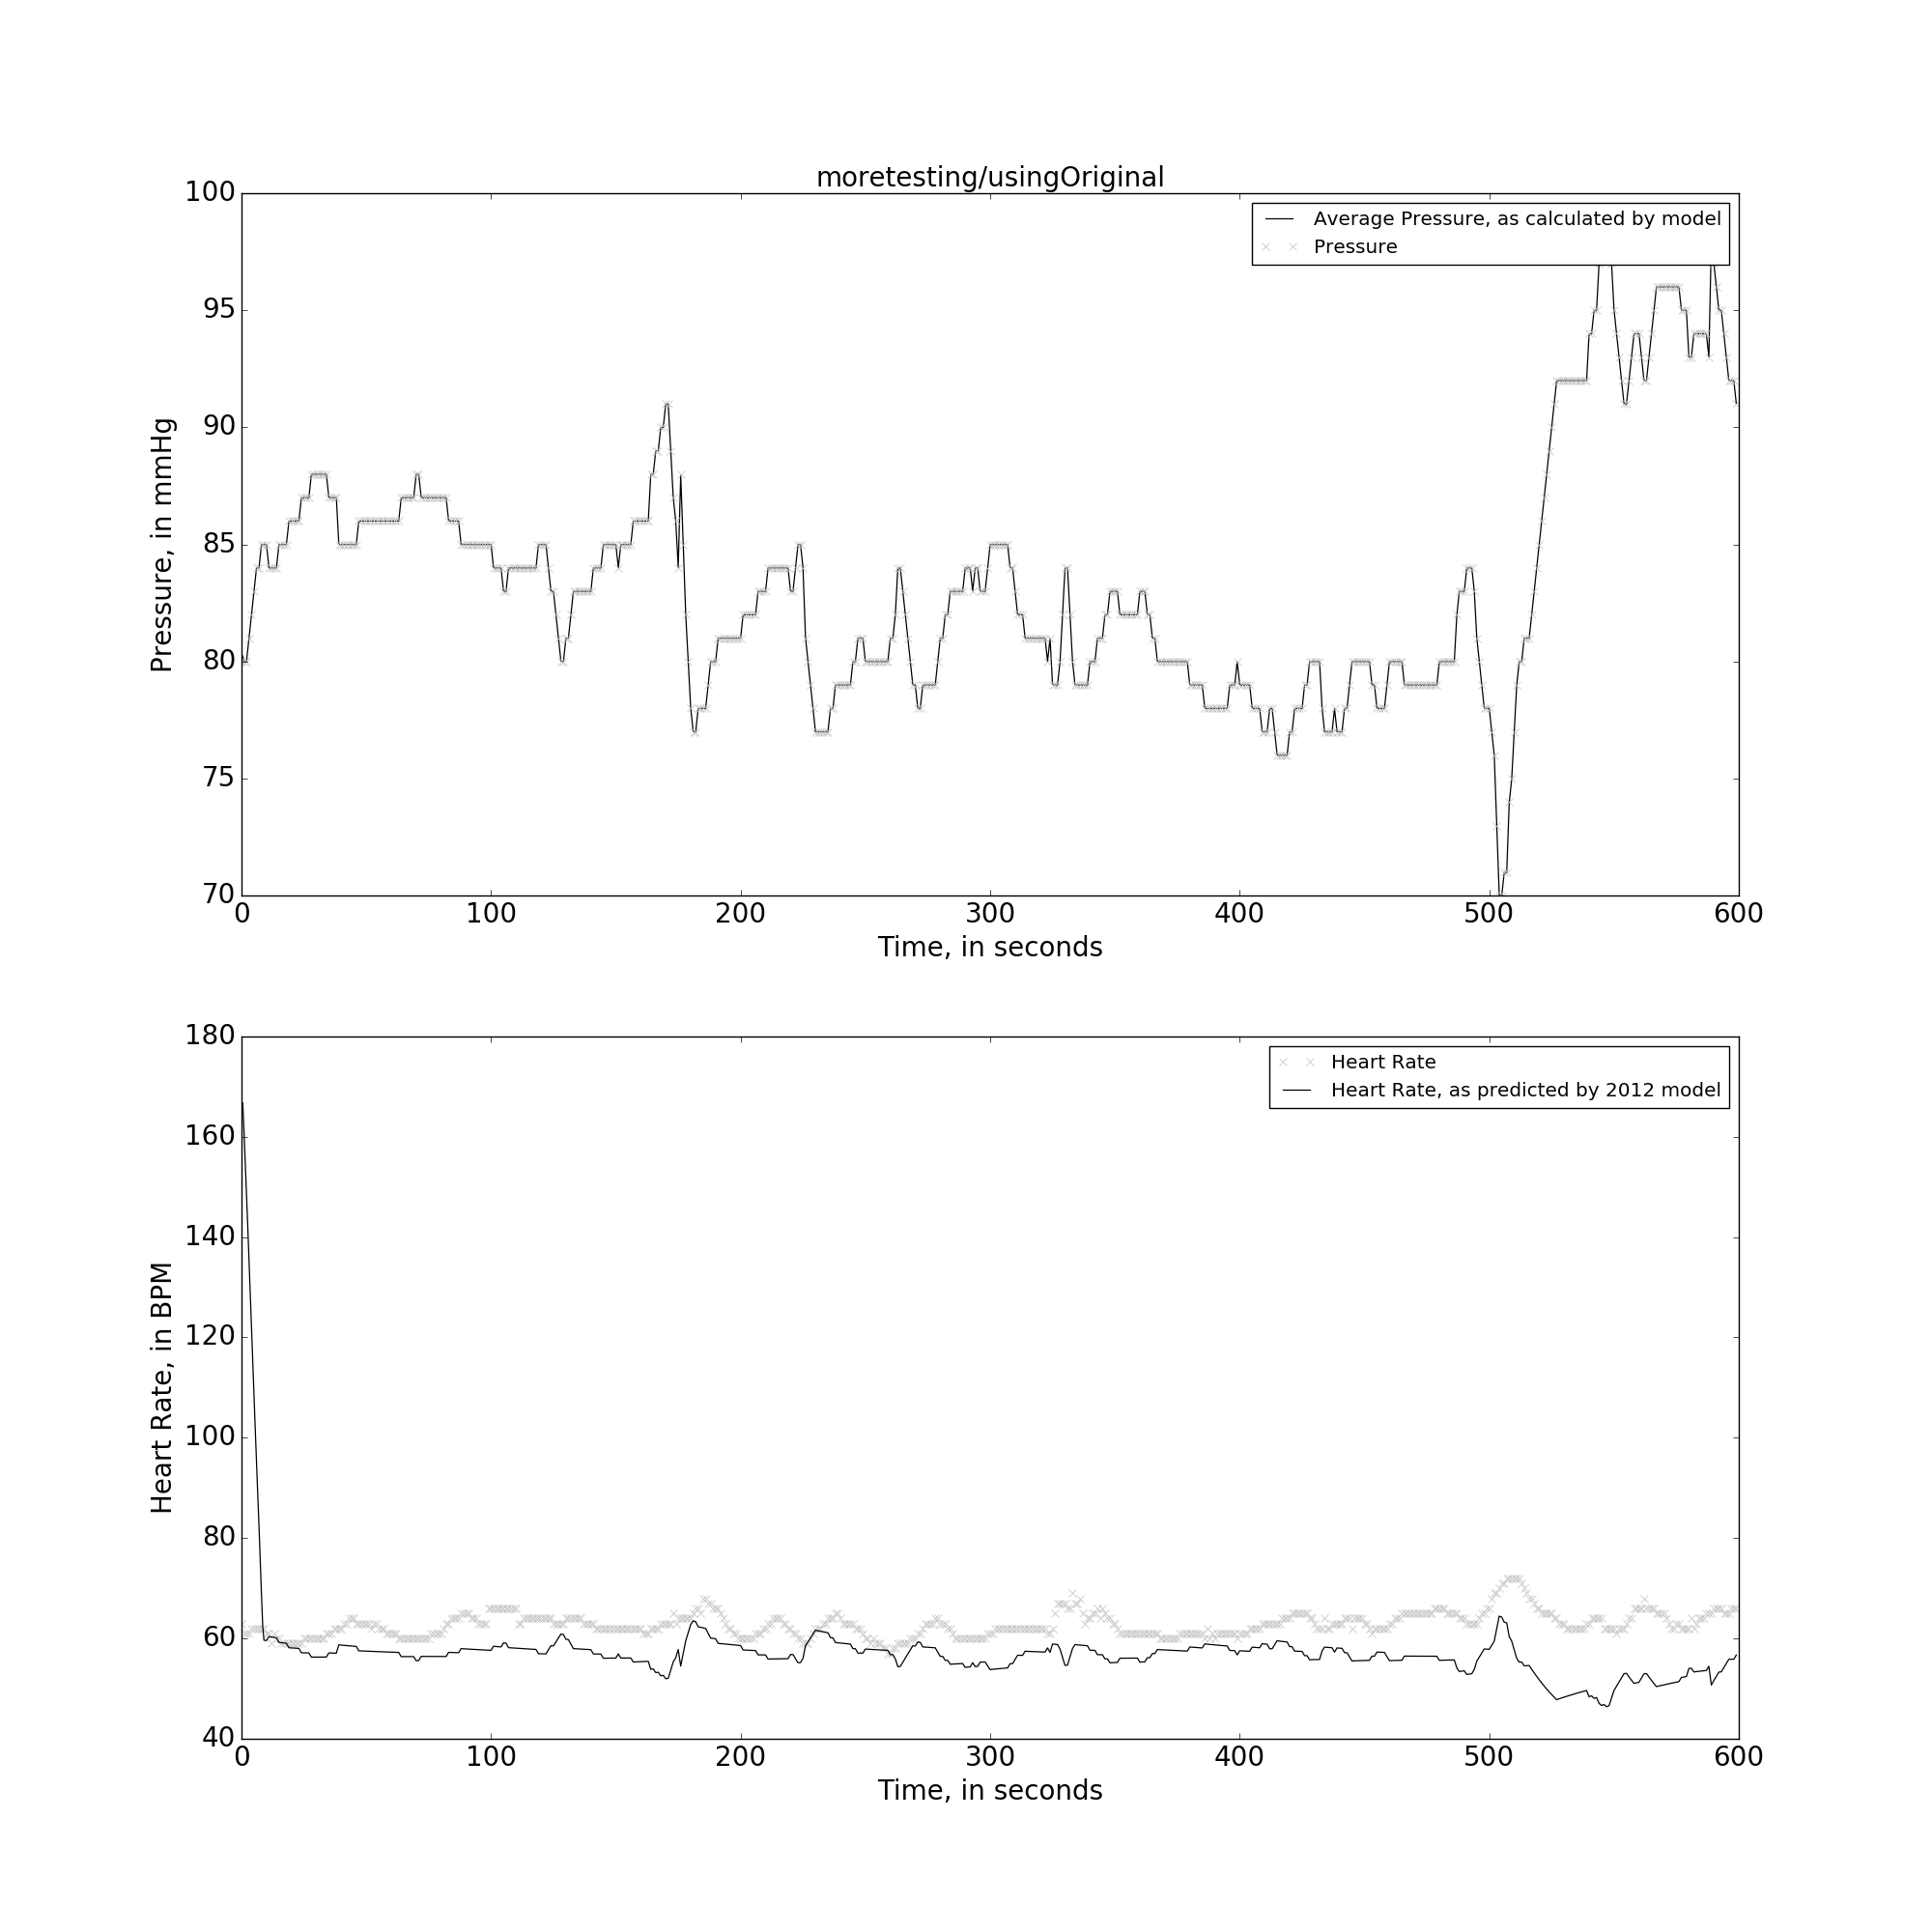 moretesting/usingOriginal
100
95
90
85
80
75
70
Pressure, in mmHg
Average Pressure, as calculated by model
Pressure
0 100 200 300 400 500 600
Time, in seconds
180
160
140
120
100
80
60
40
Heart Rate, in BPM
Heart Rate
Heart Rate, as predicted by 2012 model
0 100 200 300 400 500 600
Time, in seconds